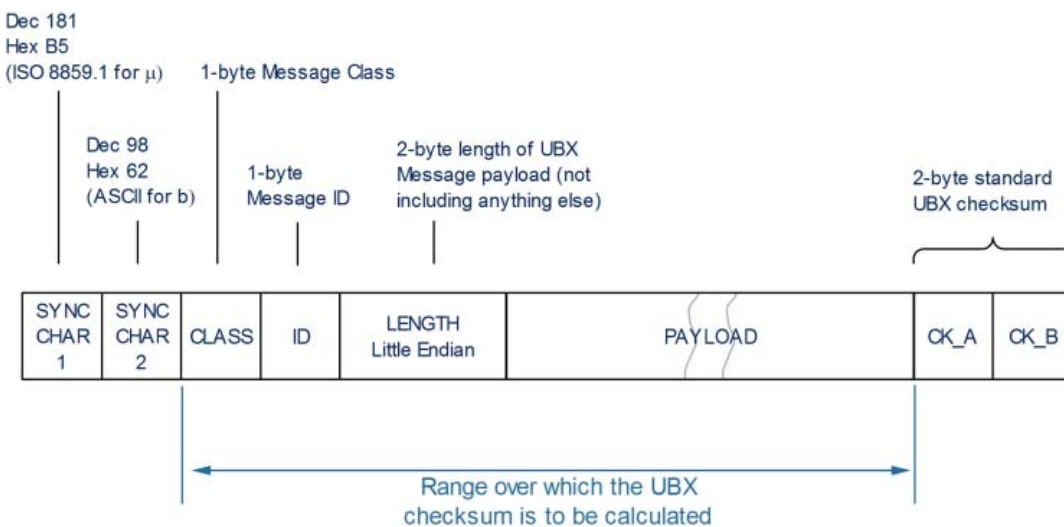 Dec 181
Hex B5
(ISO 8859.1 for μ)
1-byte Message Class
Dec 98
Hex 62
(ASCII for b)
1-byte
Message ID
2-byte length of UBX
Message payload (not
including anything else)
2-byte standard
UBX checksum
SYNC
CHAR
1
SYNC
CHAR
2
CLASS
ID
LENGTH
Little Endian
PAYLOAD
CK_A
CK_B
Range over which the UBX
checksum is to be calculated